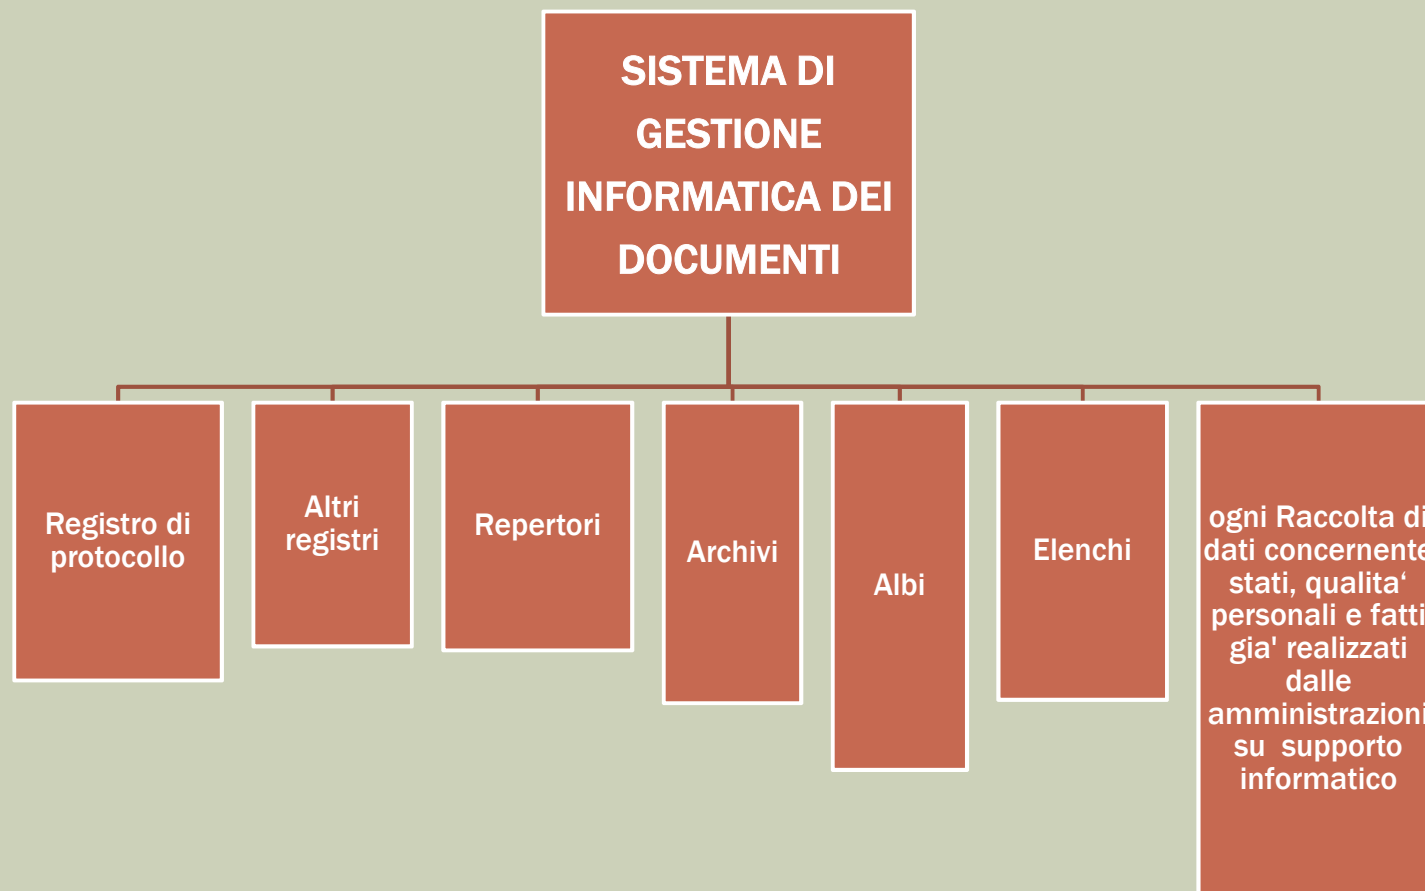 SISTEMA DI
GESTIONE
INFORMATICA DEI
DOCUMENTI
Registro di
protocollo
Altri
registri
Repertori
Archivi
Albi
Elenchi
ogni Raccolta di
dati concernente
stati, qualita‘
personali e fatti
gia' realizzati
dalle
amministrazioni
su  supporto
informatico